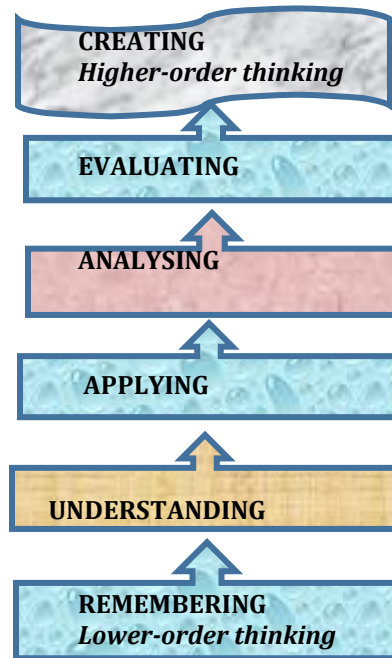 CREATING
Higher-order thinking
EVALUATING
ANALYSING
APPLYING
UNDERSTANDING
REMEMBERING
Lower-order thinking